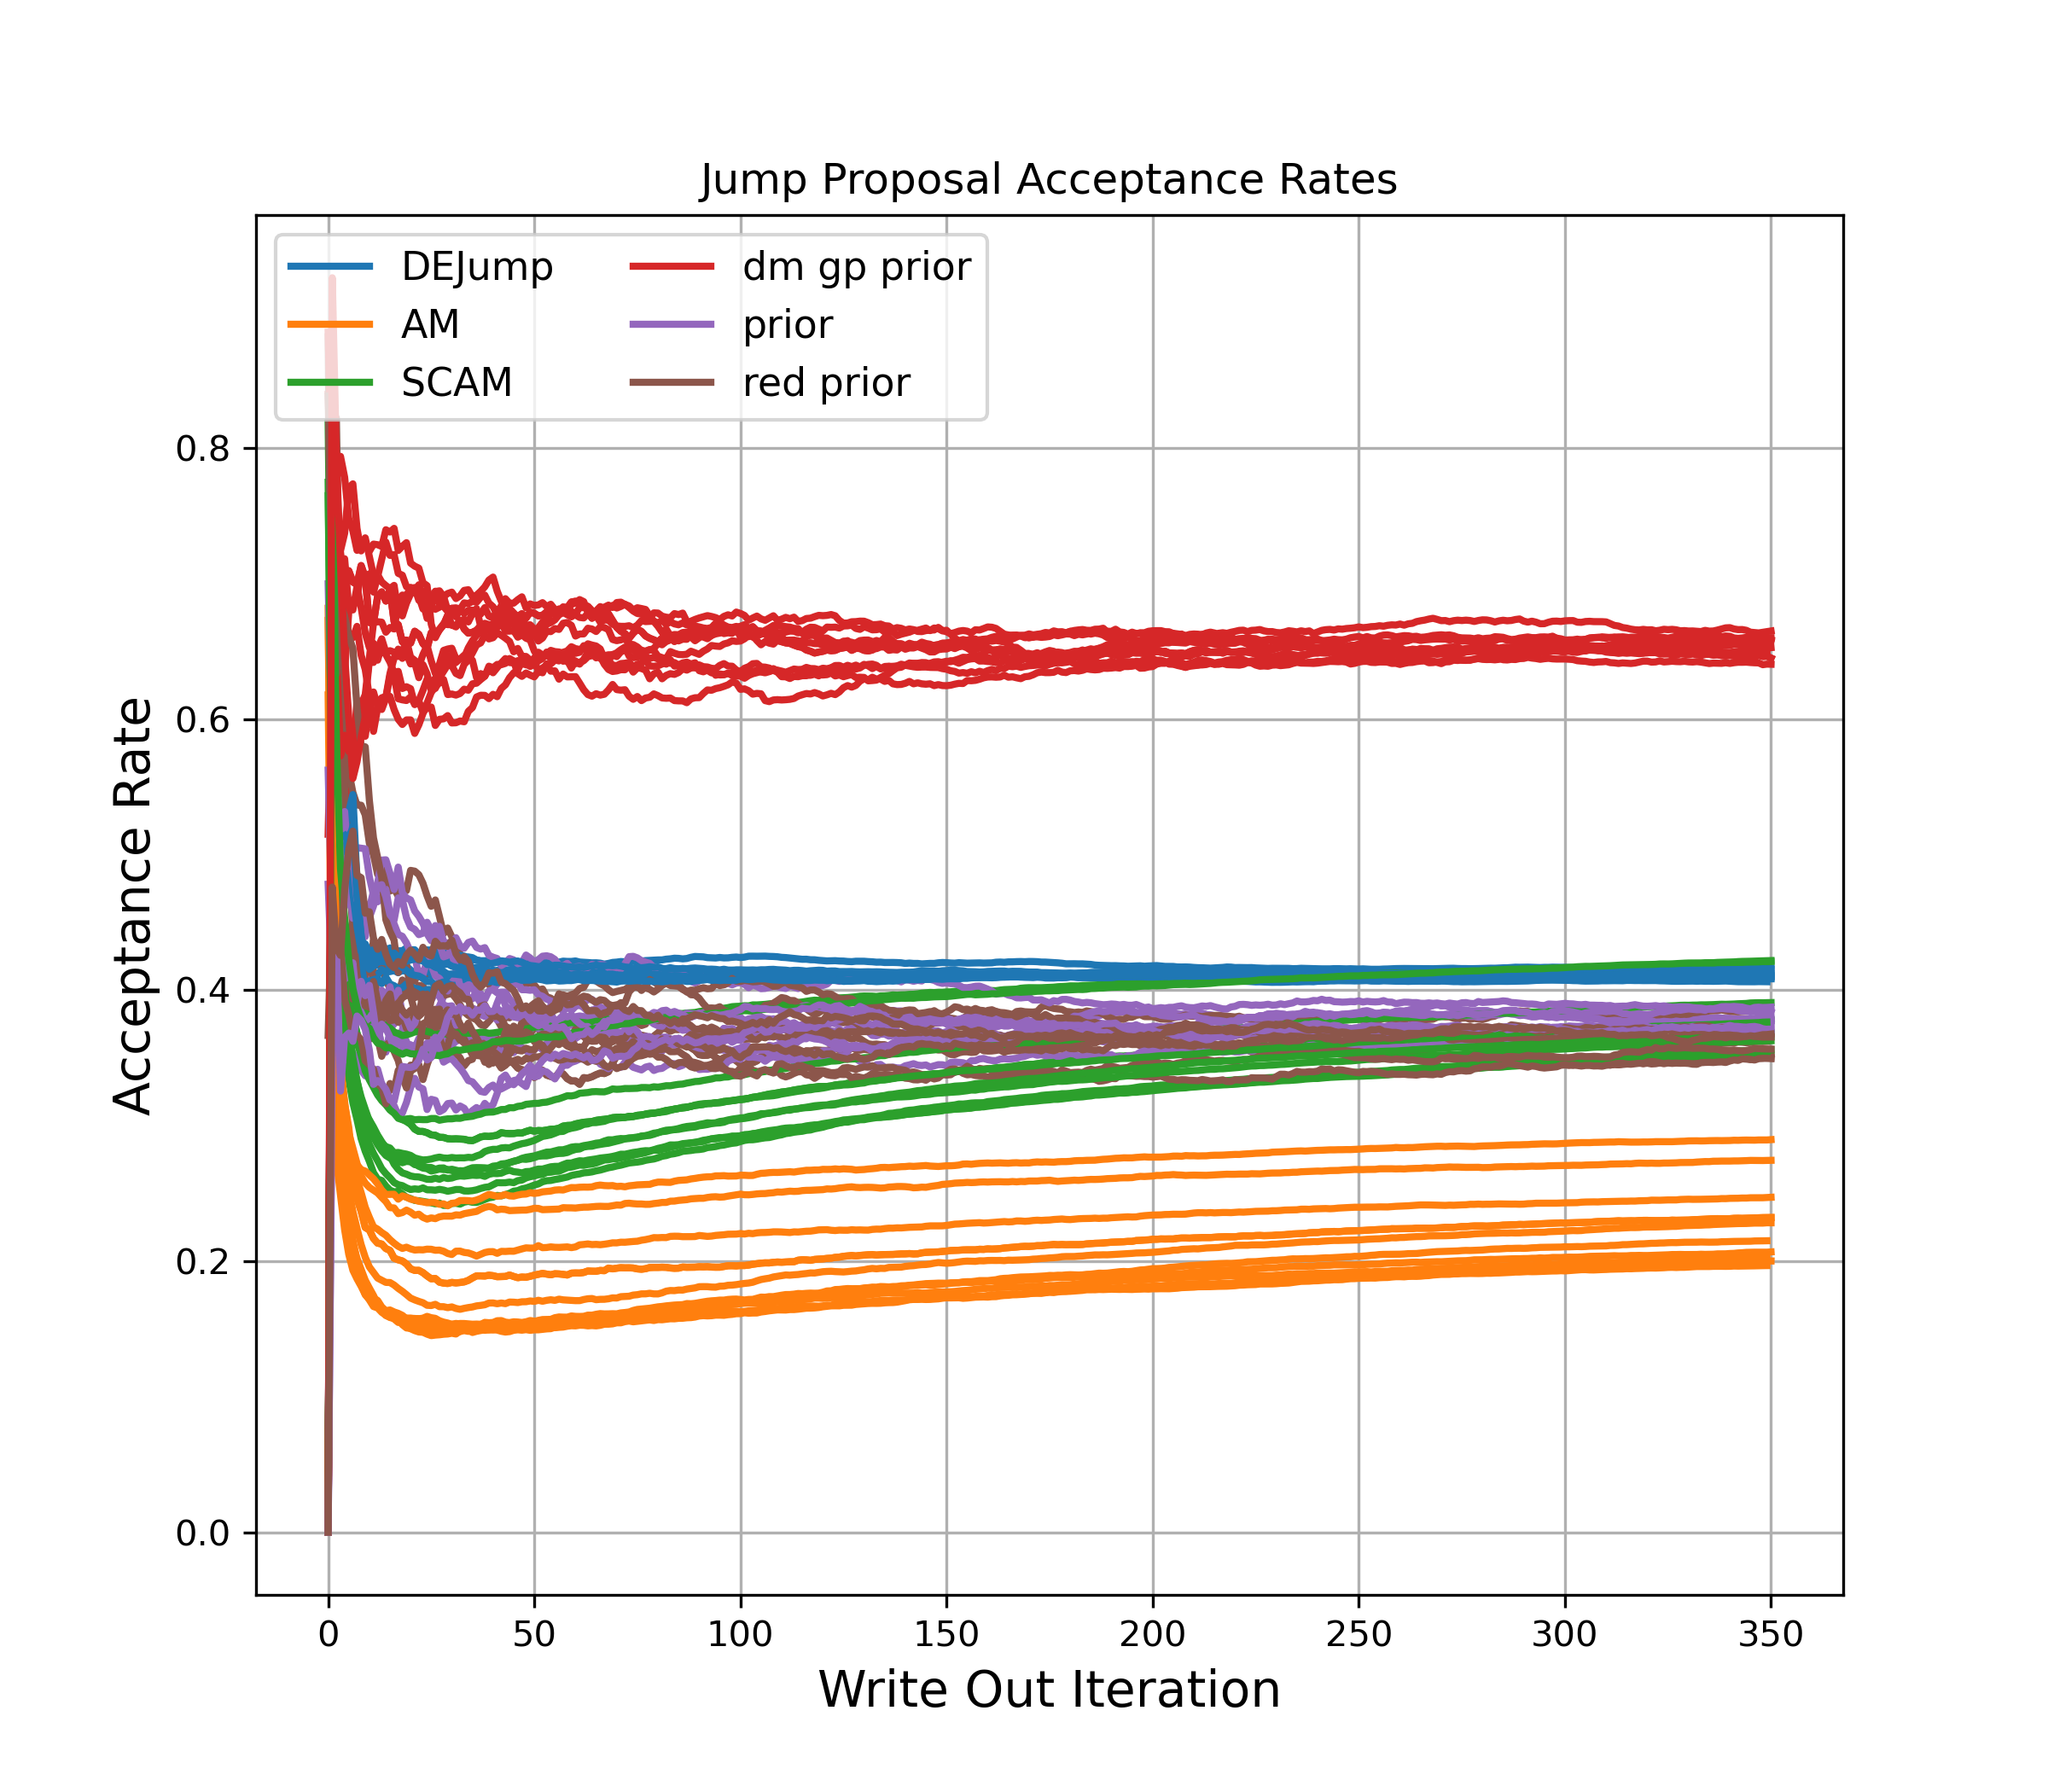 Jump Proposal Acceptance Rates
DEJump
AM
SCAM
dm gp prior
prior
red prior
Acceptance Rate
0.8
0.6
0.4
0.2
0.0
0 50 100 150 200 250 300 350
Write Out Iteration